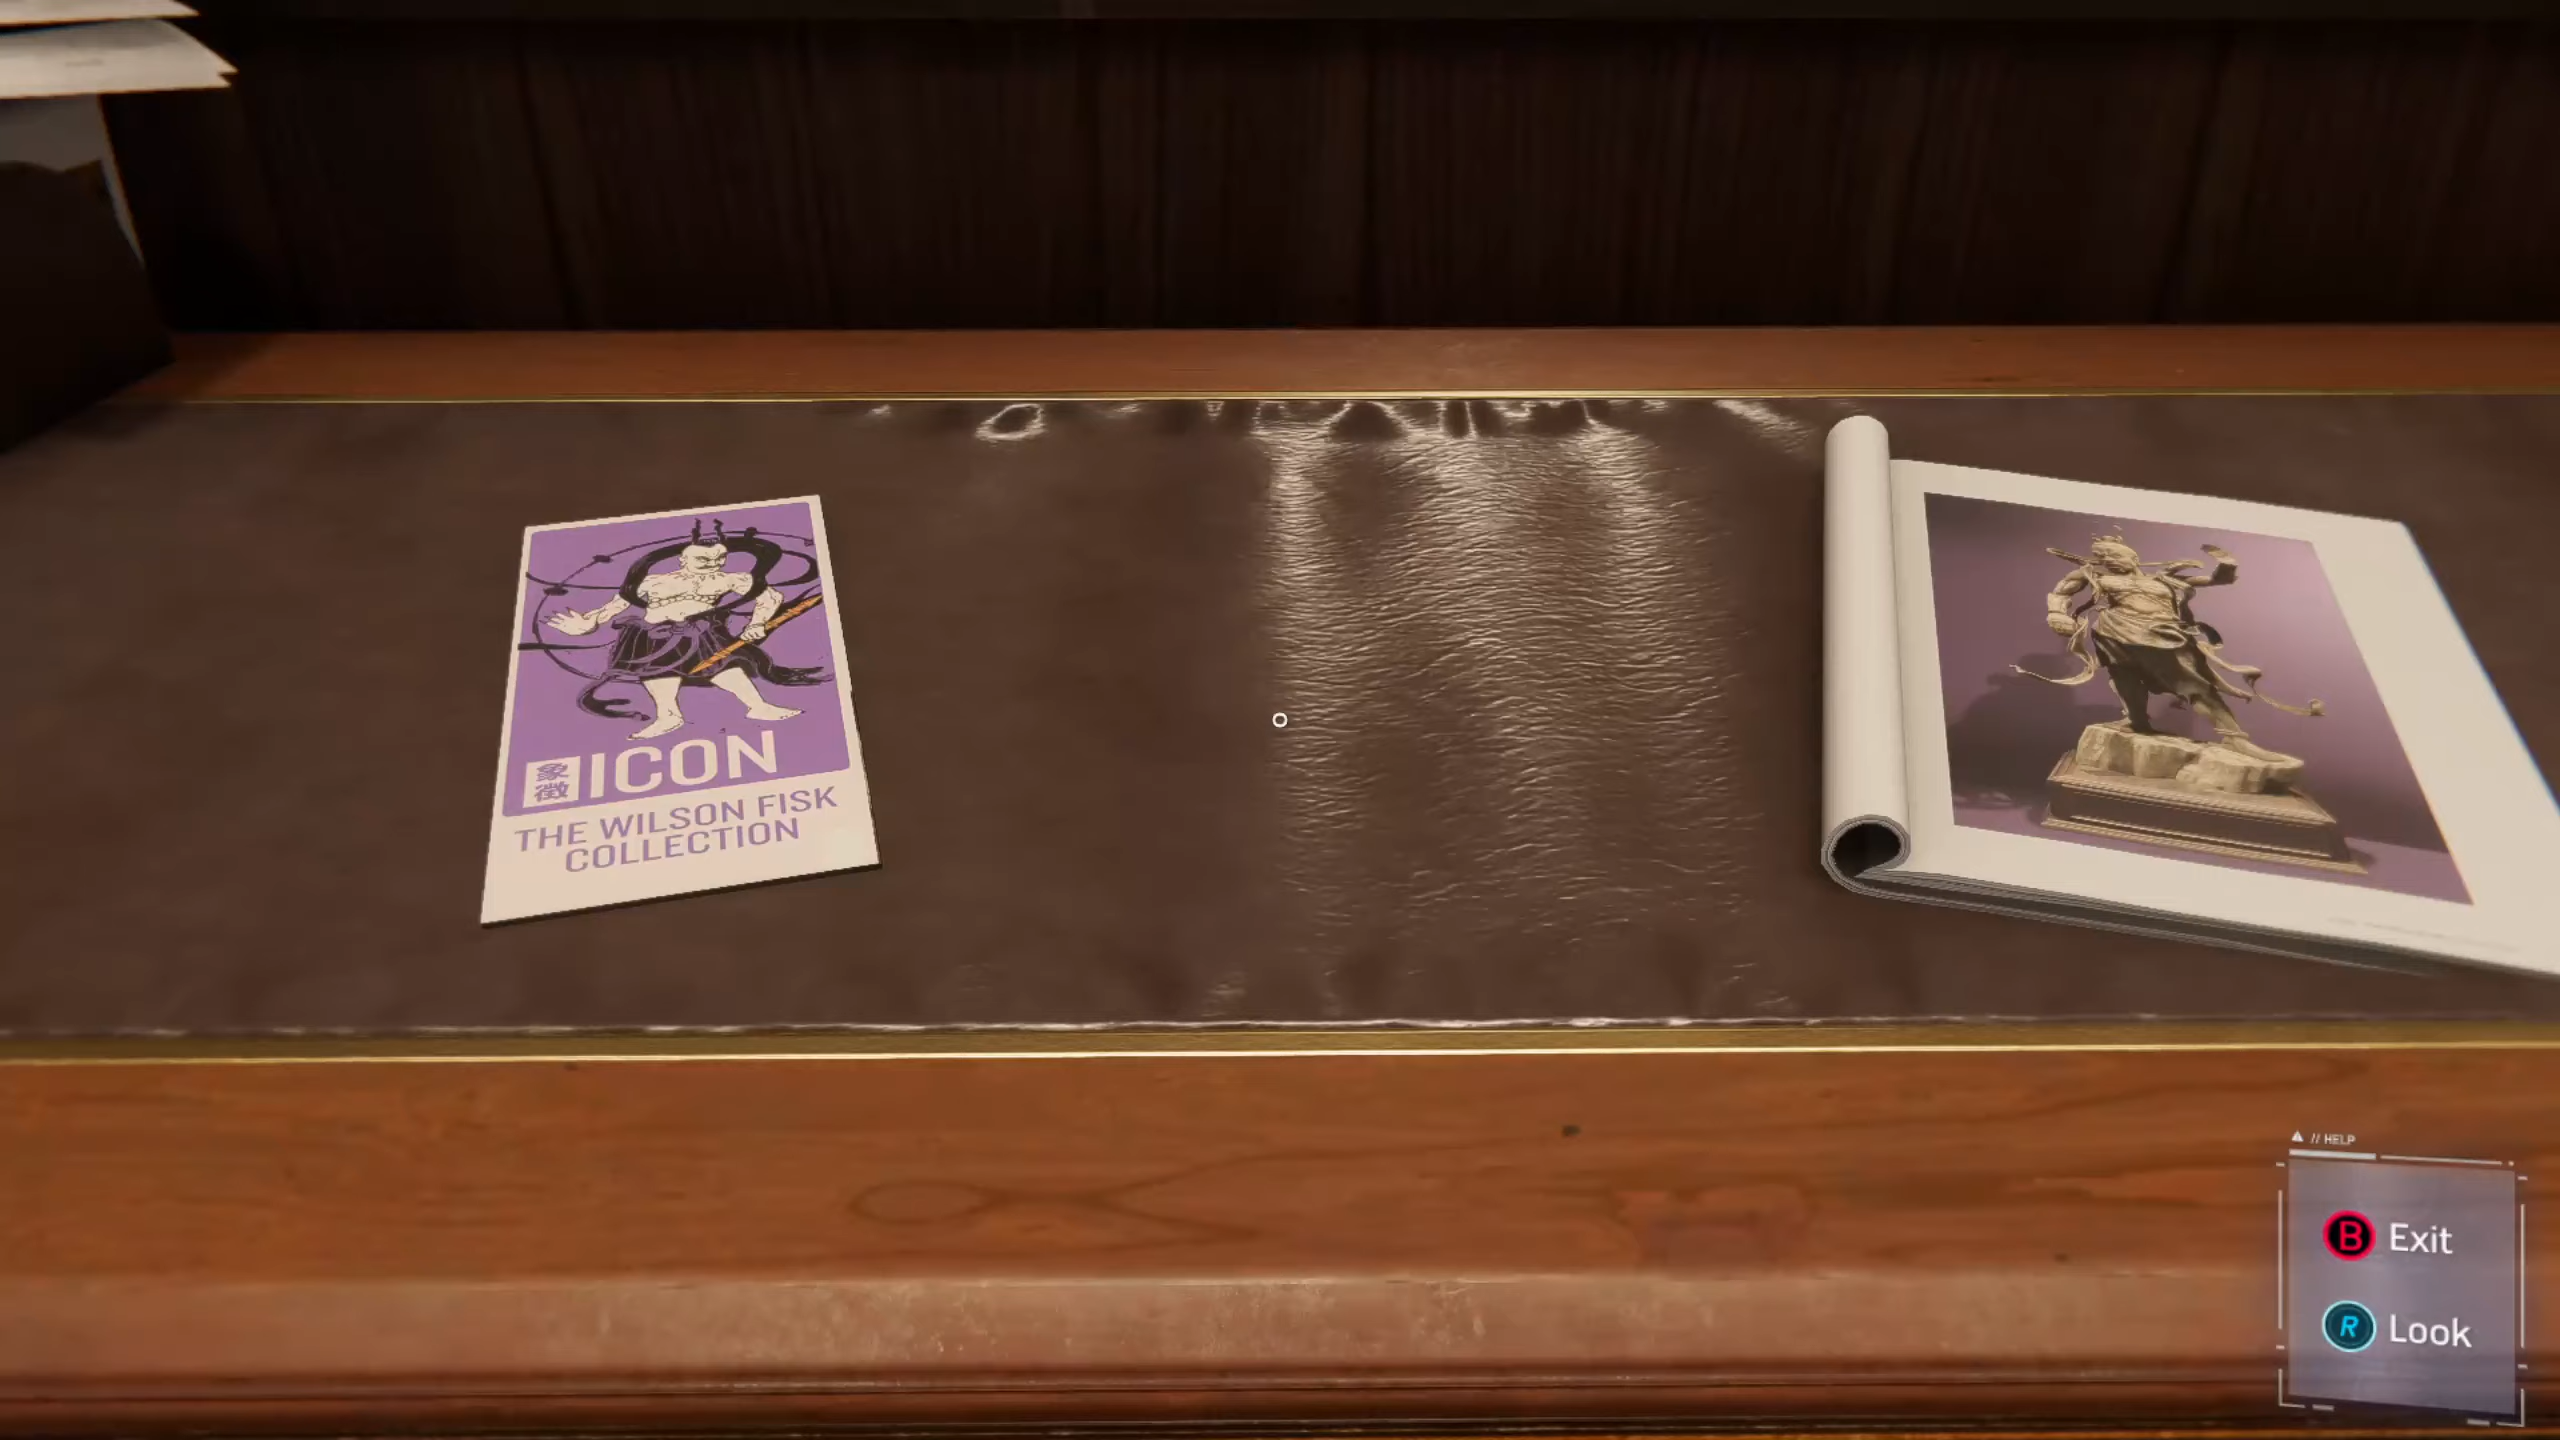 象徵
ICON
THE WILSON FISK
COLLECTION
// HELP
B Exit
R Look